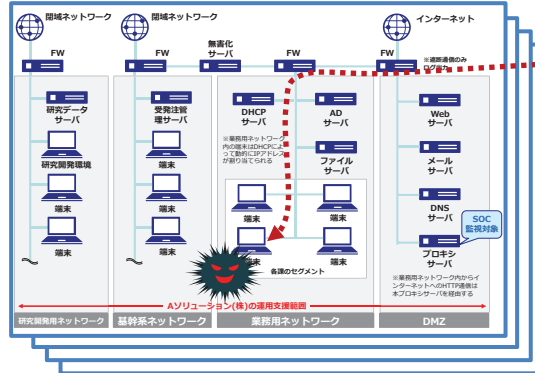 閉域ネットワーク
閉域ネットワーク
インターネット
FW
FW
無害化
サーバ
FW
FW
※遮断通信のみ
ログ出力
研究データ
サーバ
研究開発環境
端末
端末
受発注管
理サーバ
端末
端末
端末
DHCP
サーバ
※業務用ネットワーク
内の端末はDHCPによ
って動的にIPアドレス
が割り当てられる
AD
サーバ
ファイル
サーバ
端末
端末
端末
端末
各課のセグメント
Web
サーバ
メール
サーバ
DNS
サーバ
SOC
監視対象
プロキシ
サーバ
※業務用ネットワーク内からイ
ンターネットへのHTTP通信は
本プロキシサーバを経由する
Aソリューション(株)の運用支援範囲
研究開発用ネットワーク
基幹系ネットワーク
業務用ネットワーク
DMZ